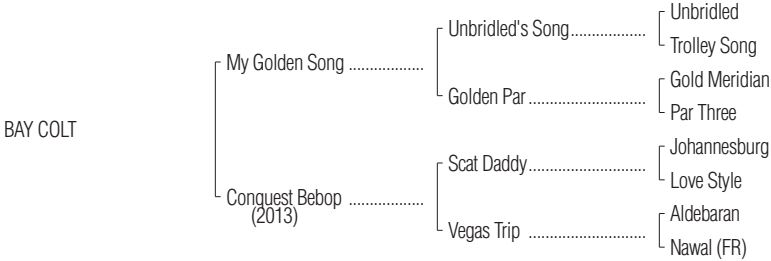 Unbridled
Unbridled's Song..................
Trolley Song
My Golden Song ..................
Gold Meridian
Golden Par ............................
Par Three
BAY COLT
Johannesburg
Scat Daddy............................
Love Style
Conquest Bebop ..................
(2013)
Aldebaran
Vegas Trip ............................
Nawal (FR)